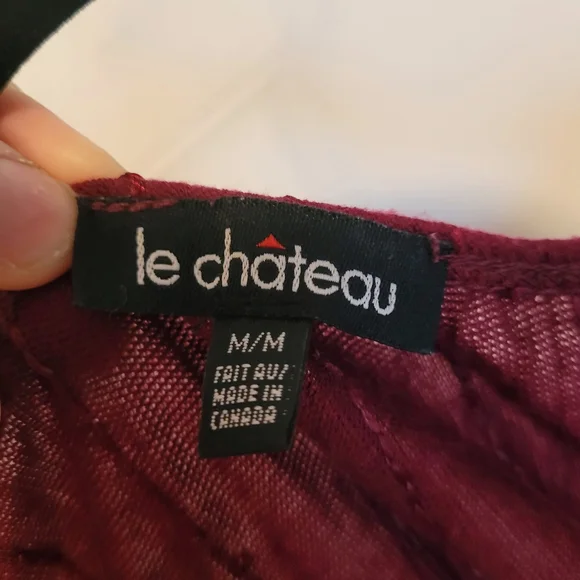 le château
M/M
FAIT AU/
MADE IN
CANADA